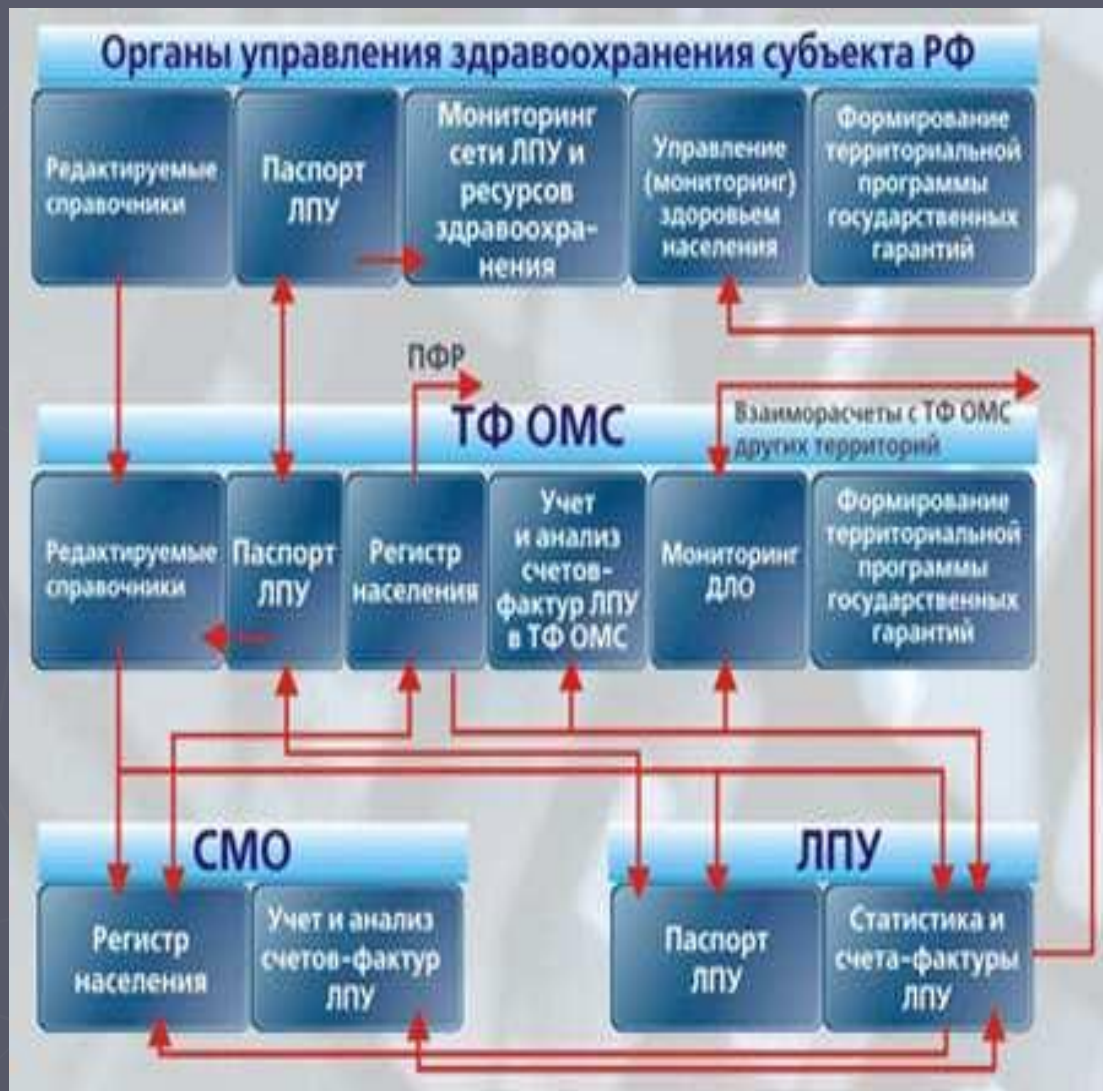 Органы управления здравоохранения субъекта РФ
Редактируемые
справочники
Паспорт
ЛПУ
Мониторинг
сети ЛПУ и
ресурсов
здравоохра-
нения
Управление
(мониторинг)
здоровьем
населения
Формирование
территориальной
программы
государственных
гарантий
ПФР
ТФ ОМС
Взаиморасчеты с ТФ ОМС
других территорий
Редактируемые
справочники
Паспорт
ЛПУ
Регистр
населения
Учет
и анализ
счетов-
фактур ЛПУ
в ТФ ОМС
Мониторинг
ДЛО
Формирование
территориальной
программы
государственных
гарантий
СМО
Регистр
населения
Учет и анализ
счетов-фактур
ЛПУ
ЛПУ
Паспорт
ЛПУ
Статистика и
счета-фактуры
ЛПУ